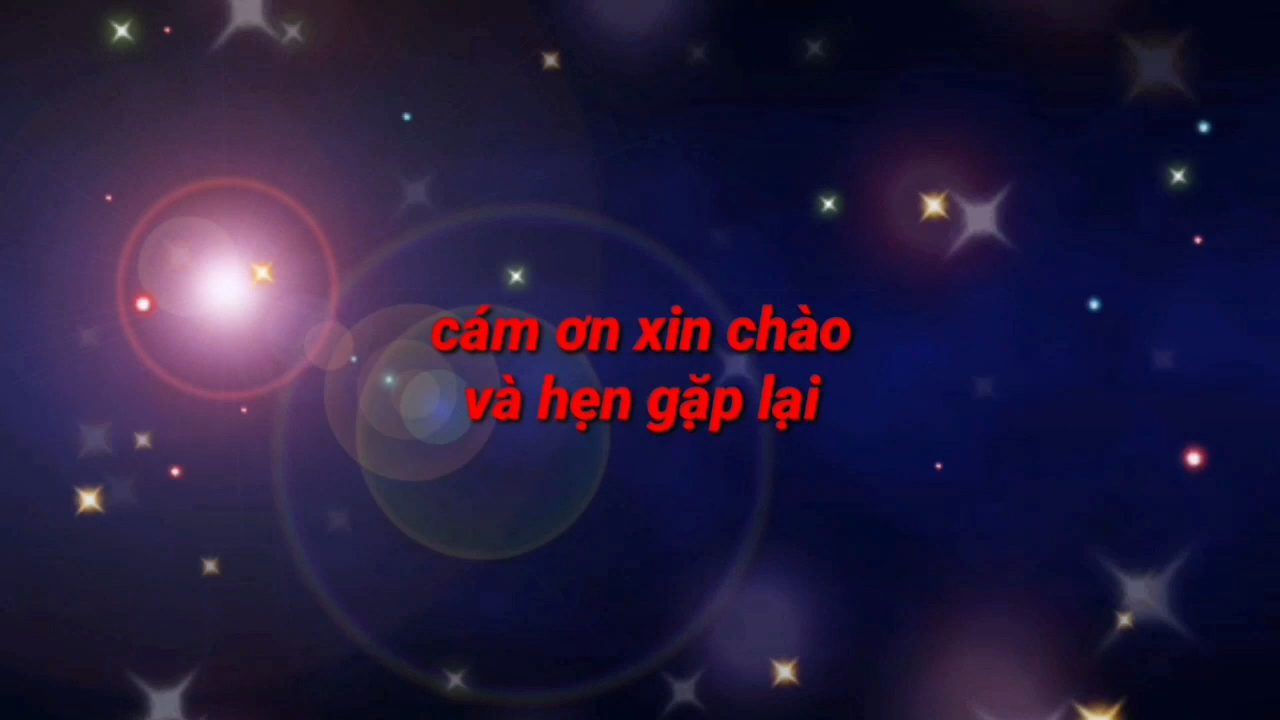 cám ơn xin chào
và hẹn gặp lại